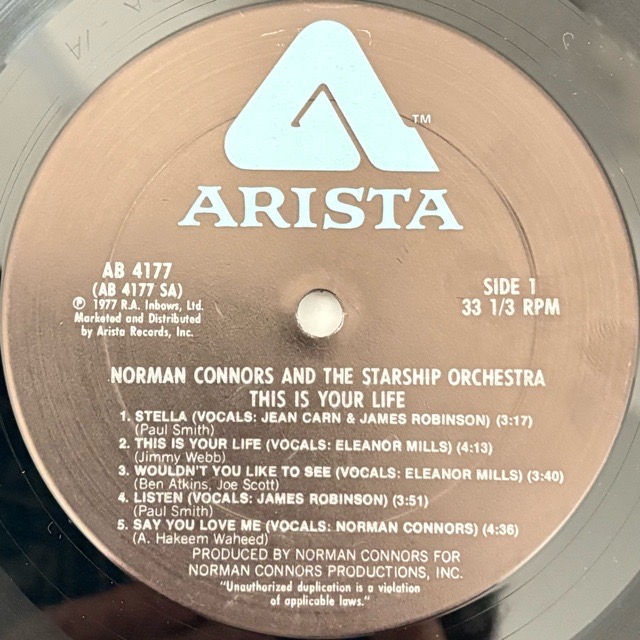 TM
ARISTA
AB 4177
(AB 4177 SA)
Ⓟ 1977 R.A. Inbows, Ltd.
Marketed and Distributed
by Arista Records, Inc.
SIDE 1
33 1/3 RPM
NORMAN CONNORS AND THE STARSHIP ORCHESTRA
THIS IS YOUR LIFE
1. STELLA (VOCALS: JEAN CARN & JAMES ROBINSON) (3:17)
(Paul Smith)
2. THIS IS YOUR LIFE (VOCALS: ELEANOR MILLS) (4:13)
(Jimmy Webb)
3. WOULDN'T YOU LIKE TO SEE (VOCALS: ELEANOR MILLS) (3:40)
(Ben Atkins, Joe Scott)
4. LISTEN (VOCALS: JAMES ROBINSON) (3:51)
(Paul Smith)
5. SAY YOU LOVE ME (VOCALS: NORMAN CONNORS) (4:36)
(A. Hakeem Waheed)
PRODUCED BY NORMAN CONNORS FOR
NORMAN CONNORS PRODUCTIONS, INC.
"Unauthorized duplication is a violation
of applicable laws."